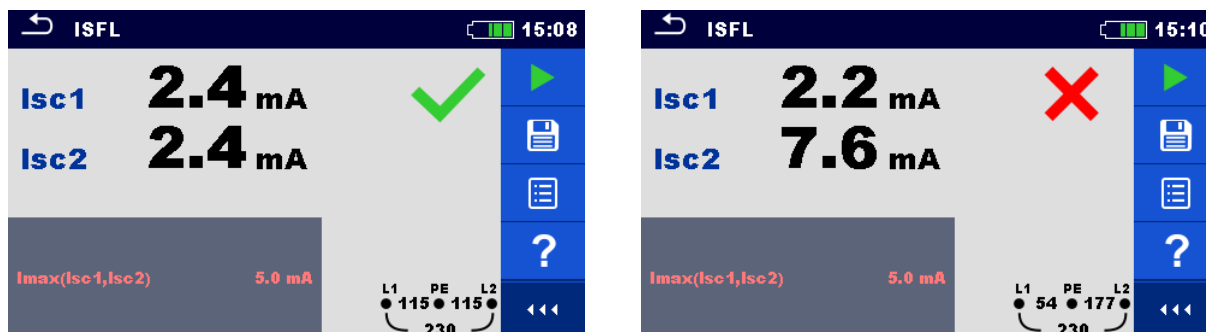 ISFL 15:08
Isc1 2.4 mA
Isc2 2.4 mA
Imax(Isc1,Isc2) 5.0 mA
?
L1 PE L2
115 115
230
ISFL 15:10
Isc1 2.2 mA
Isc2 7.6 mA
Imax(Isc1,Isc2) 5.0 mA
?
L1 PE L2
54 177
230